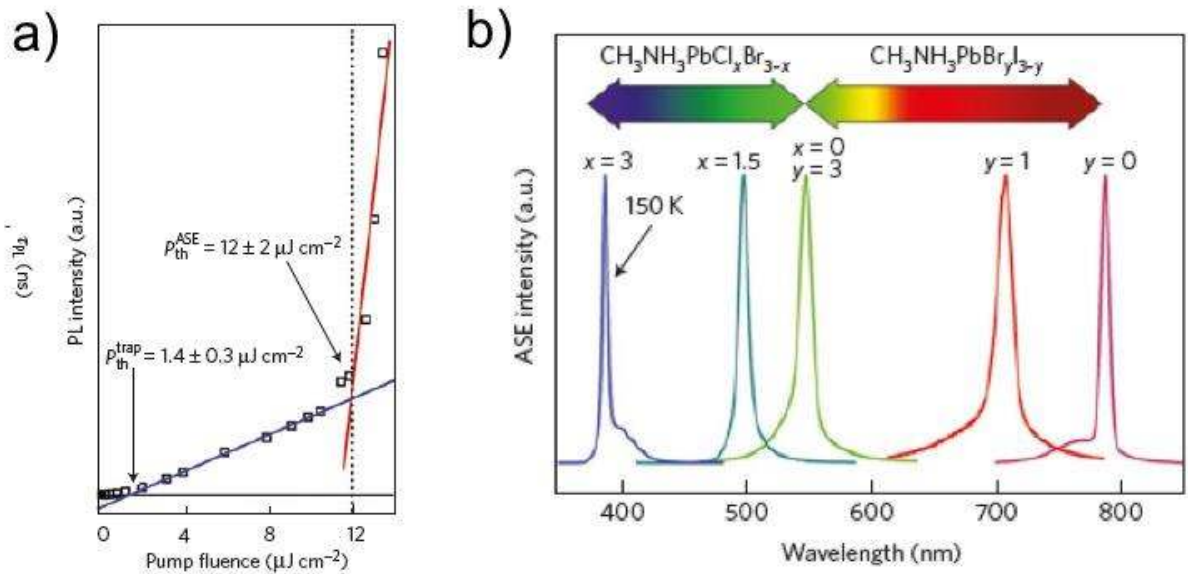 a)
τPL (ns)
PL intensity (a.u.)
P_th^ASE = 12 ± 2 μJ cm⁻²
P_th^trap = 1.4 ± 0.3 μJ cm⁻²
0 4 8 12
Pump fluence (μJ cm⁻²)
b)
CH₃NH₃PbClₓBr₃₋ₓ CH₃NH₃PbBrᵧI₃₋ᵧ
x = 0
x = 3 x = 1.5 y = 3 y = 1 y = 0
150 K
ASE intensity (a.u.)
400 500 600 700 800
Wavelength (nm)